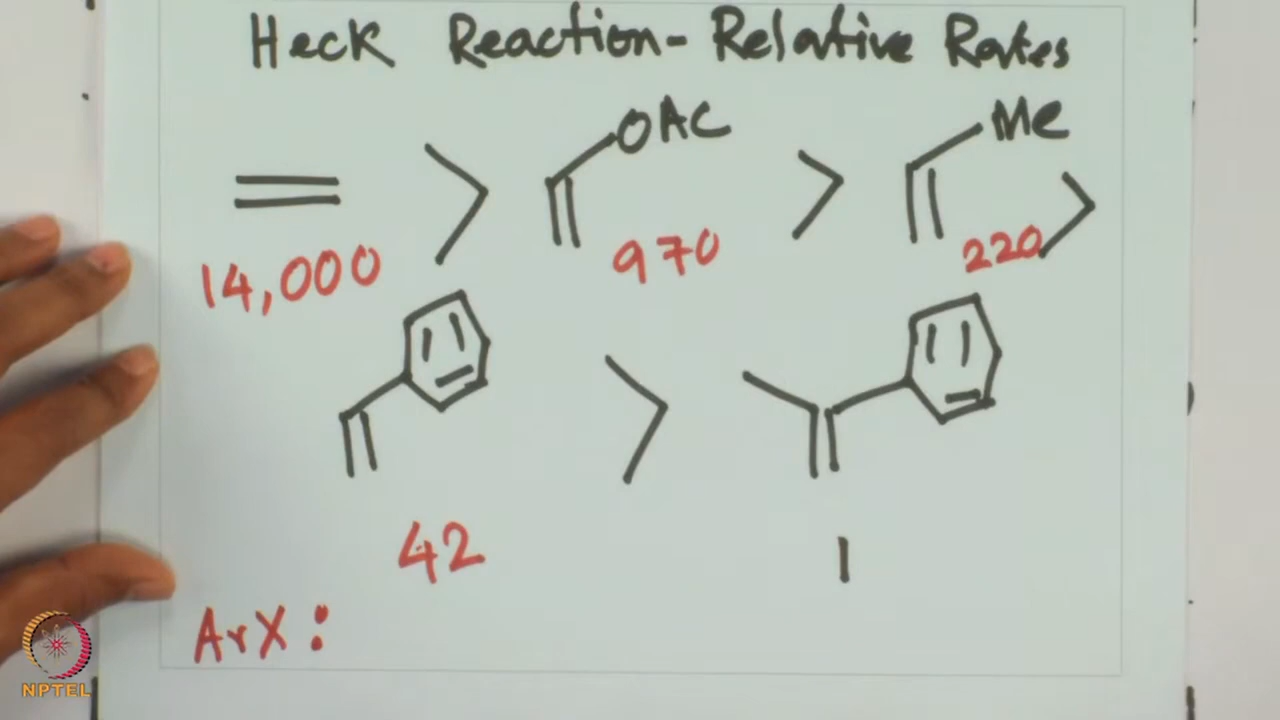 Heck Reaction - Relative Rates
OAC
Me
>
>
>
14,000
970
220
>
42
1
ArX :
NPTEL